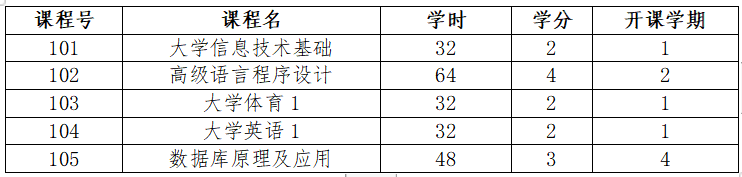 课程号 课程名 学时 学分 开课学期
101 大学信息技术基础 32 2 1
102 高级语言程序设计 64 4 2
103 大学体育 1 32 2 1
104 大学英语 1 32 2 1
105 数据库原理及应用 48 3 4